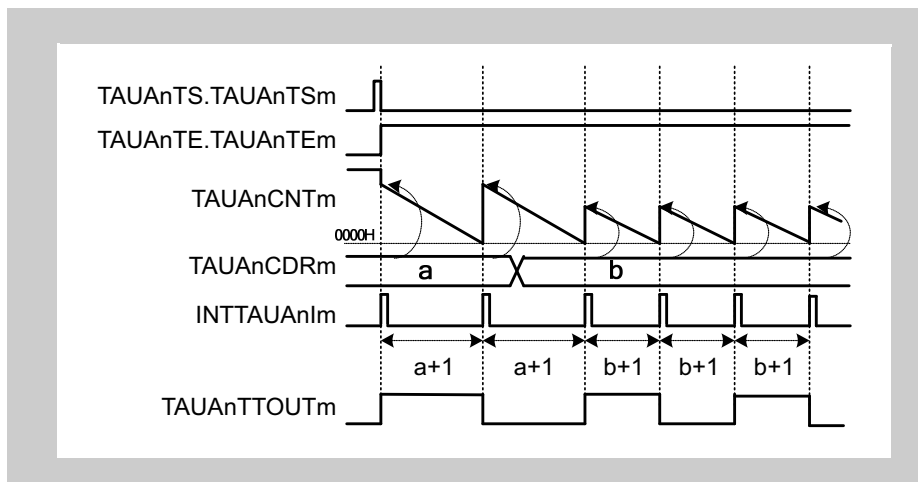 TAUAnTS.TAUAnTSm
TAUAnTE.TAUAnTEm
TAUAnCNTm
0000H
TAUAnCDRm
a b
INTTAUAnIm
a+1 a+1 b+1 b+1 b+1
TAUAnTTOUTm